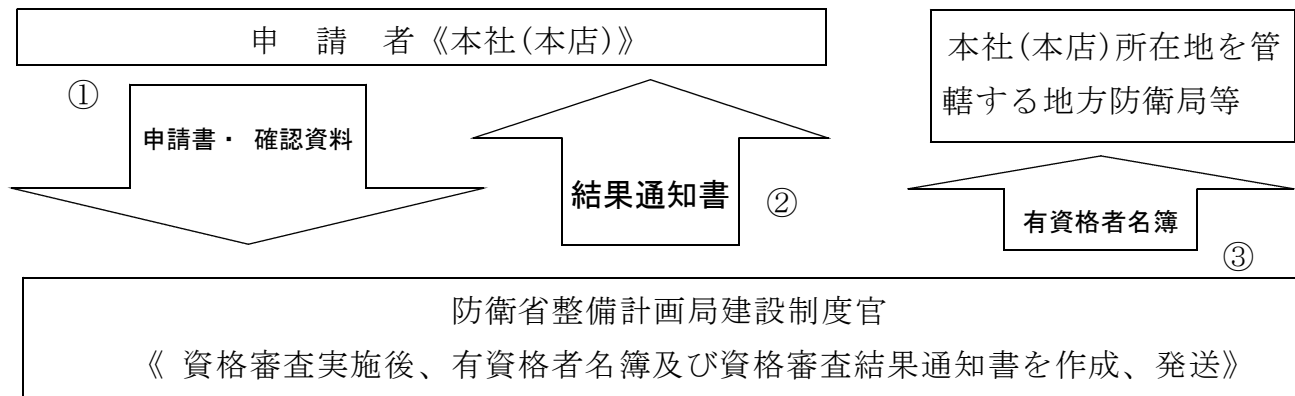 申　請　者《本社(本店)》
本社(本店)所在地を管
轄する地方防衛局等
①
申請書・ 確認資料
結果通知書
②
有資格者名簿
③
防衛省整備計画局建設制度官
《 資格審査実施後、有資格者名簿及び資格審査結果通知書を作成、発送》